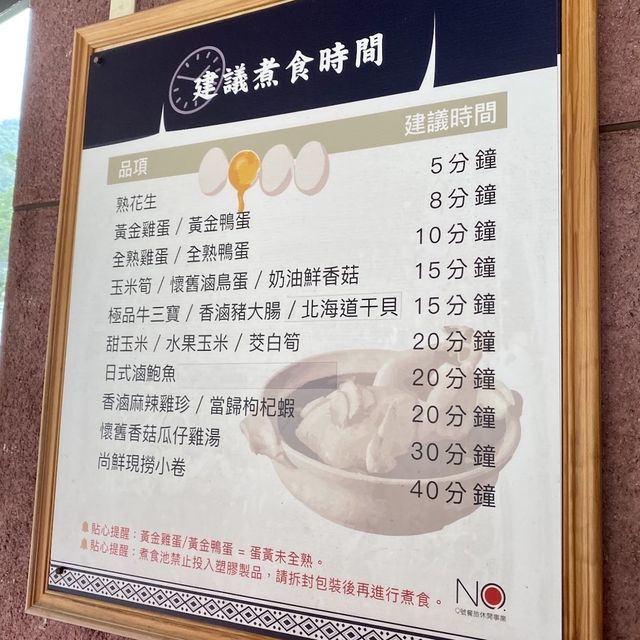 建議煮食時間
品項 建議時間
熟花生 5分鐘
黃金雞蛋 / 黃金鴨蛋 8分鐘
全熟雞蛋 / 全熟鴨蛋 10分鐘
玉米筍 / 懷舊滷鳥蛋 / 奶油鮮香菇 15分鐘
極品牛三寶 / 香滷豬大腸 / 北海道干貝 15分鐘
甜玉米 / 水果玉米 / 茭白筍 20分鐘
日式滷鮑魚 20分鐘
香滷麻辣雞珍 / 當歸枸杞蝦 20分鐘
懷舊香菇瓜仔雞湯 30分鐘
尚鮮現撈小卷 40分鐘
貼心提醒：黃金雞蛋/黃金鴨蛋 = 蛋黃未全熟。
貼心提醒：煮食池禁止投入塑膠製品，請拆封包裝後再進行煮食。
NO.
號餐旅休閒事業